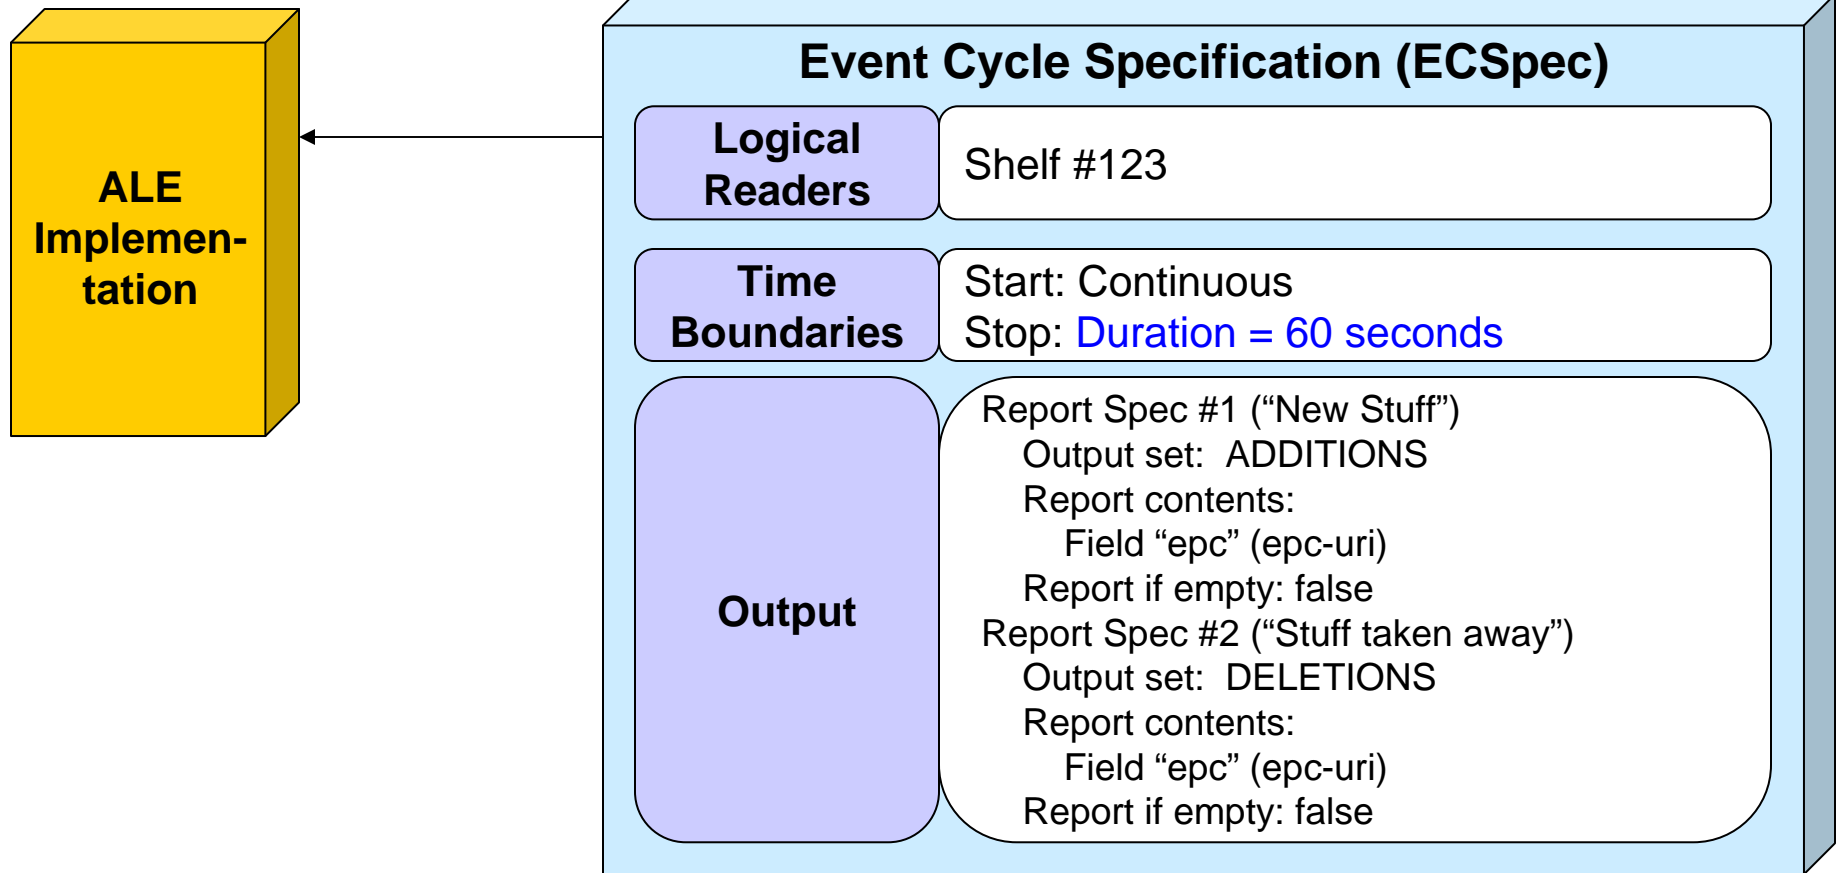 ALE
Implemen-
tation
Event Cycle Specification (ECSpec)
Logical
Readers
Shelf #123
Time
Boundaries
Start: Continuous
Stop: Duration = 60 seconds
Output
Report Spec #1 (“New Stuff”)
Output set: ADDITIONS
Report contents:
Field “epc” (epc-uri)
Report if empty: false
Report Spec #2 (“Stuff taken away”)
Output set: DELETIONS
Report contents:
Field “epc” (epc-uri)
Report if empty: false